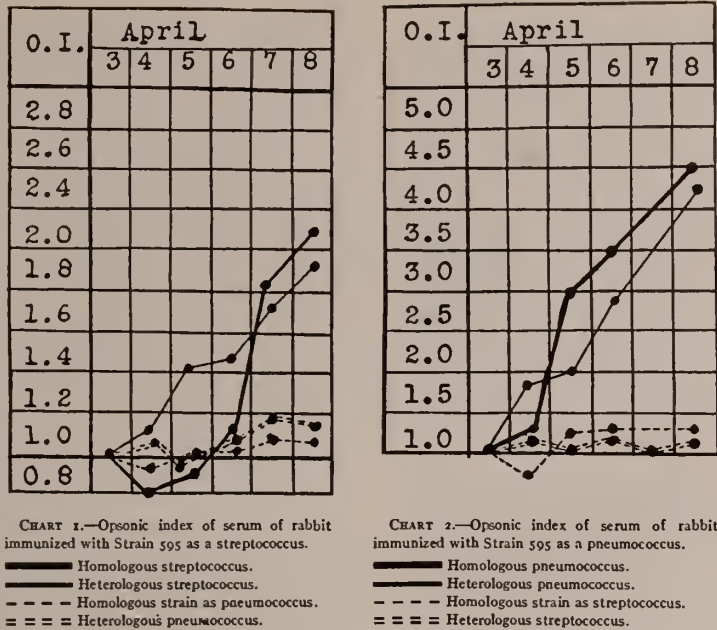 O.I. April
3 4 5 6 7 8
2.8
2.6
2.4
2.0
1.8
1.6
1.4
1.2
1.0
0.8
CHART 1.—Opsonic index of serum of rabbit
immunized with Strain 595 as a streptococcus.
Homologous streptococcus.
Heterologous streptococcus.
Homologous strain as pneumococcus.
Heterologous pneumococcus.
O.I. April
3 4 5 6 7 8
5.0
4.5
4.0
3.5
3.0
2.5
2.0
1.5
1.0
CHART 2.—Opsonic index of serum of rabbit
immunized with Strain 595 as a pneumococcus.
Homologous pneumococcus.
Heterologous pneumococcus.
Homologous strain as streptococcus.
Heterologous streptococcus.